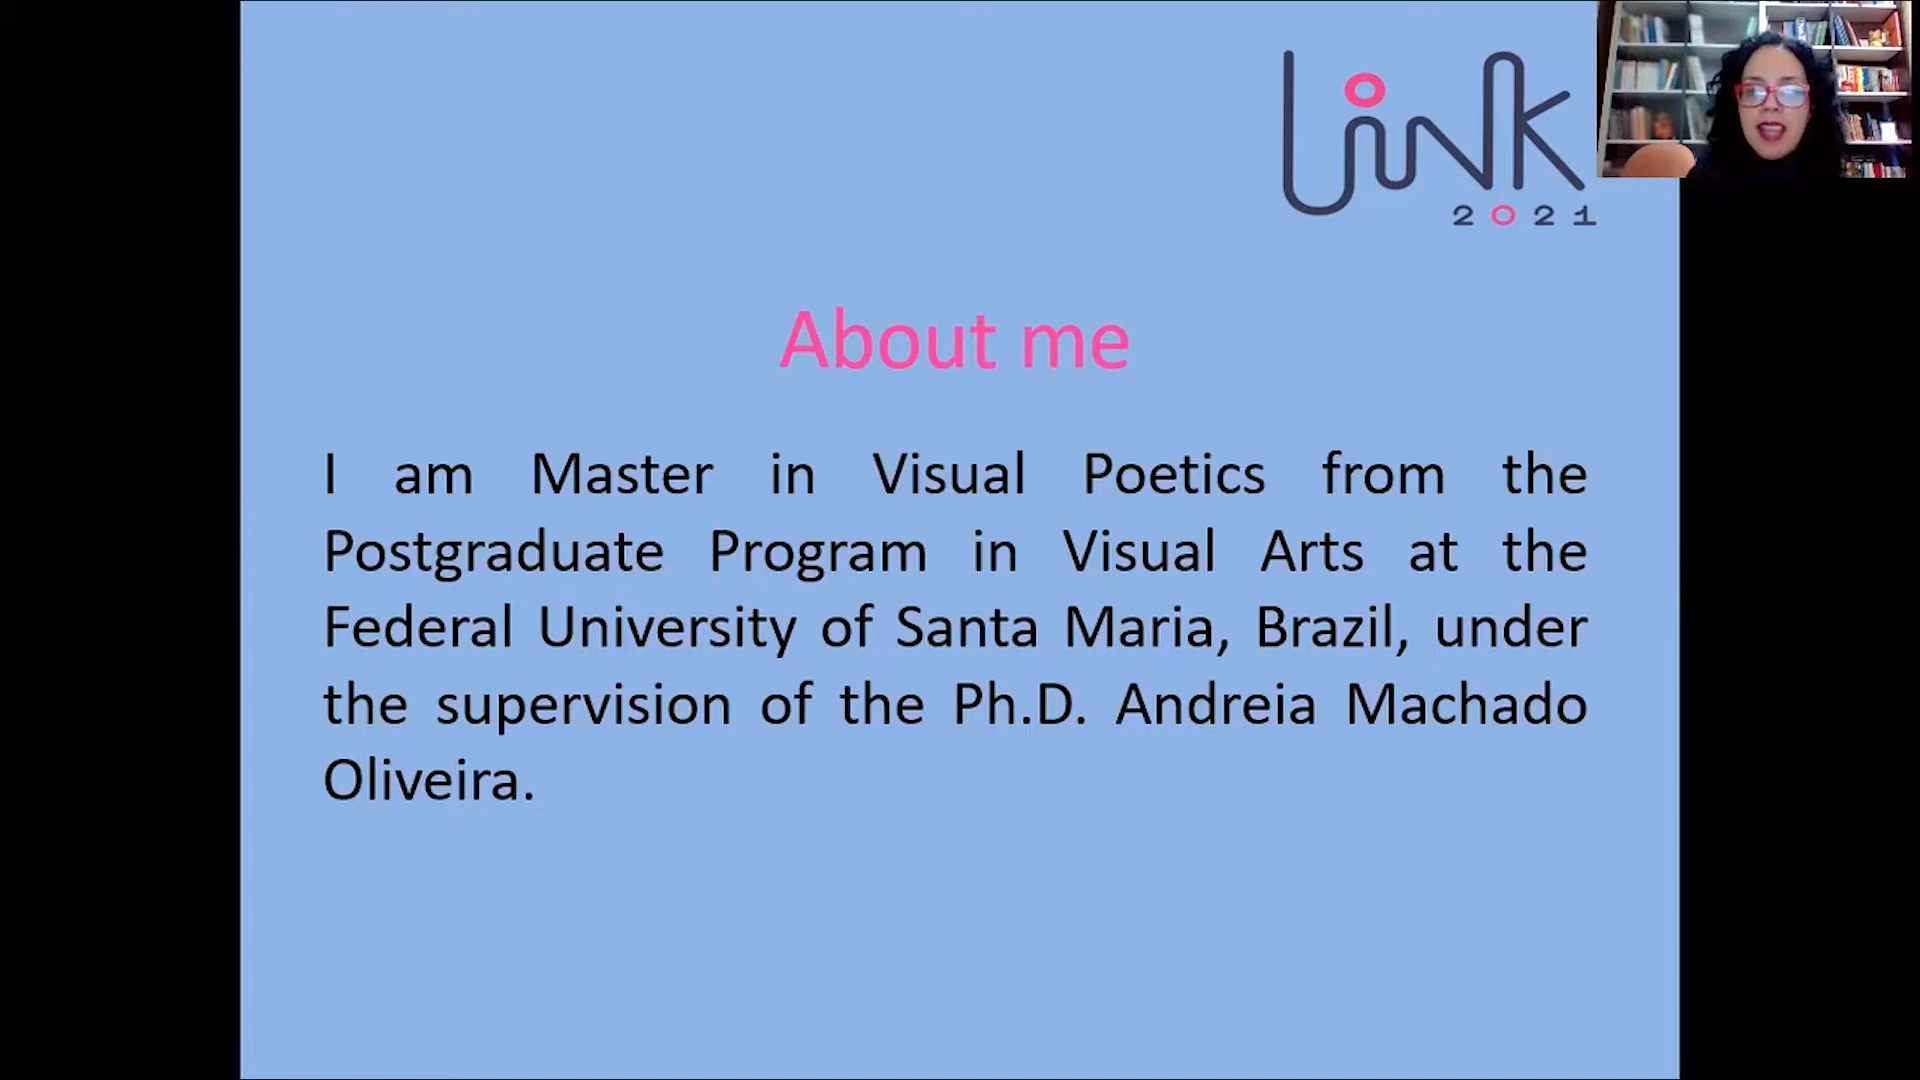 Link
2021
About me
I am Master in Visual Poetics from the
Postgraduate Program in Visual Arts at the
Federal University of Santa Maria, Brazil, under
the supervision of the Ph.D. Andreia Machado
Oliveira.